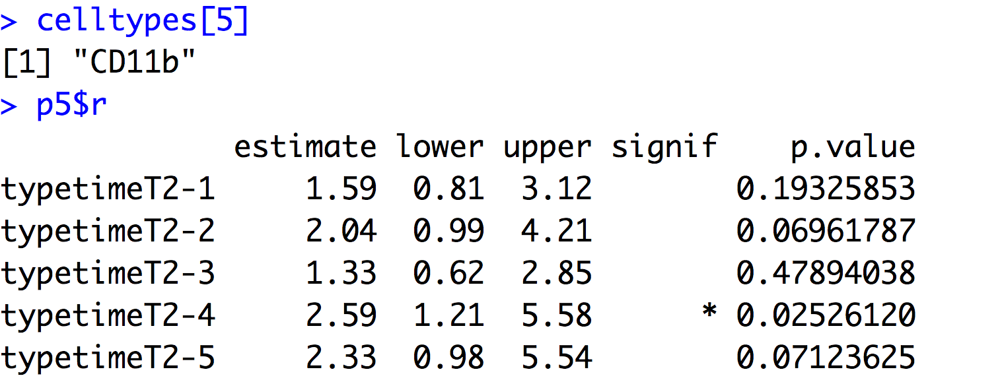 > celltypes[5]
[1] "CD11b"
> p5$r
estimate lower upper signif p.value
typetimeT2-1 1.59 0.81 3.12 0.19325853
typetimeT2-2 2.04 0.99 4.21 0.06961787
typetimeT2-3 1.33 0.62 2.85 0.47894038
typetimeT2-4 2.59 1.21 5.58 * 0.02526120
typetimeT2-5 2.33 0.98 5.54 0.07123625